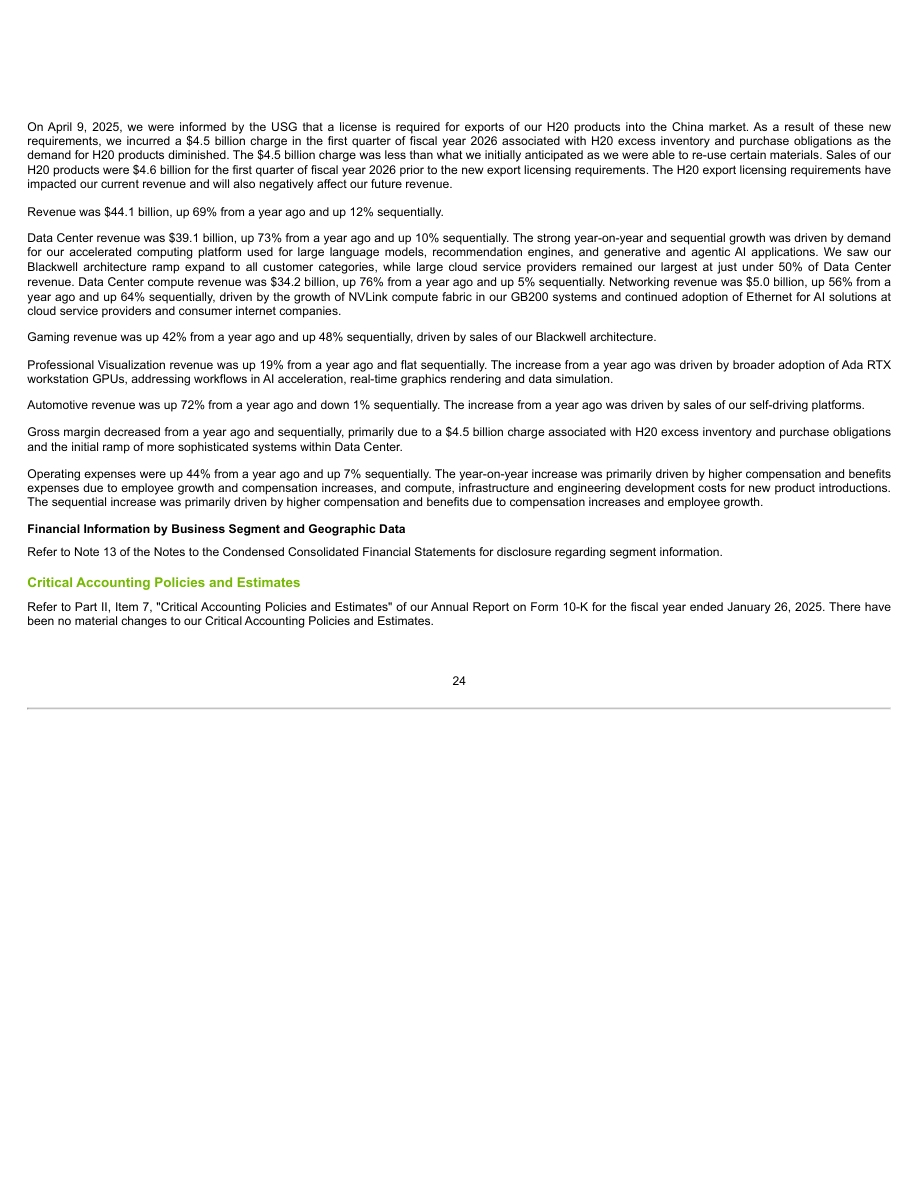 On April 9, 2025, we were informed by the USG that a license is required for exports of our H20 products into the China market. As a result of these new
requirements, we incurred a $4.5 billion charge in the first quarter of fiscal year 2026 associated with H20 excess inventory and purchase obligations as the
demand for H20 products diminished. The $4.5 billion charge was less than what we initially anticipated as we were able to re-use certain materials. Sales of our
H20 products were $4.6 billion for the first quarter of fiscal year 2026 prior to the new export licensing requirements. The H20 export licensing requirements have
impacted our current revenue and will also negatively affect our future revenue.
Revenue was $44.1 billion, up 69% from a year ago and up 12% sequentially.
Data Center revenue was $39.1 billion, up 73% from a year ago and up 10% sequentially. The strong year-on-year and sequential growth was driven by demand
for our accelerated computing platform used for large language models, recommendation engines, and generative and agentic AI applications. We saw our
Blackwell architecture ramp expand to all customer categories, while large cloud service providers remained our largest at just under 50% of Data Center
revenue. Data Center compute revenue was $34.2 billion, up 76% from a year ago and up 5% sequentially. Networking revenue was $5.0 billion, up 56% from a
year ago and up 64% sequentially, driven by the growth of NVLink compute fabric in our GB200 systems and continued adoption of Ethernet for AI solutions at
cloud service providers and consumer internet companies.
Gaming revenue was up 42% from a year ago and up 48% sequentially, driven by sales of our Blackwell architecture.
Professional Visualization revenue was up 19% from a year ago and flat sequentially. The increase from a year ago was driven by broader adoption of Ada RTX
workstation GPUs, addressing workflows in AI acceleration, real-time graphics rendering and data simulation.
Automotive revenue was up 72% from a year ago and down 1% sequentially. The increase from a year ago was driven by sales of our self-driving platforms.
Gross margin decreased from a year ago and sequentially, primarily due to a $4.5 billion charge associated with H20 excess inventory and purchase obligations
and the initial ramp of more sophisticated systems within Data Center.
Operating expenses were up 44% from a year ago and up 7% sequentially. The year-on-year increase was primarily driven by higher compensation and benefits
expenses due to employee growth and compensation increases, and compute, infrastructure and engineering development costs for new product introductions.
The sequential increase was primarily driven by higher compensation and benefits due to compensation increases and employee growth.
Financial Information by Business Segment and Geographic Data
Refer to Note 13 of the Notes to the Condensed Consolidated Financial Statements for disclosure regarding segment information.
Critical Accounting Policies and Estimates
Refer to Part II, Item 7, "Critical Accounting Policies and Estimates" of our Annual Report on Form 10-K for the fiscal year ended January 26, 2025. There have
been no material changes to our Critical Accounting Policies and Estimates.
24